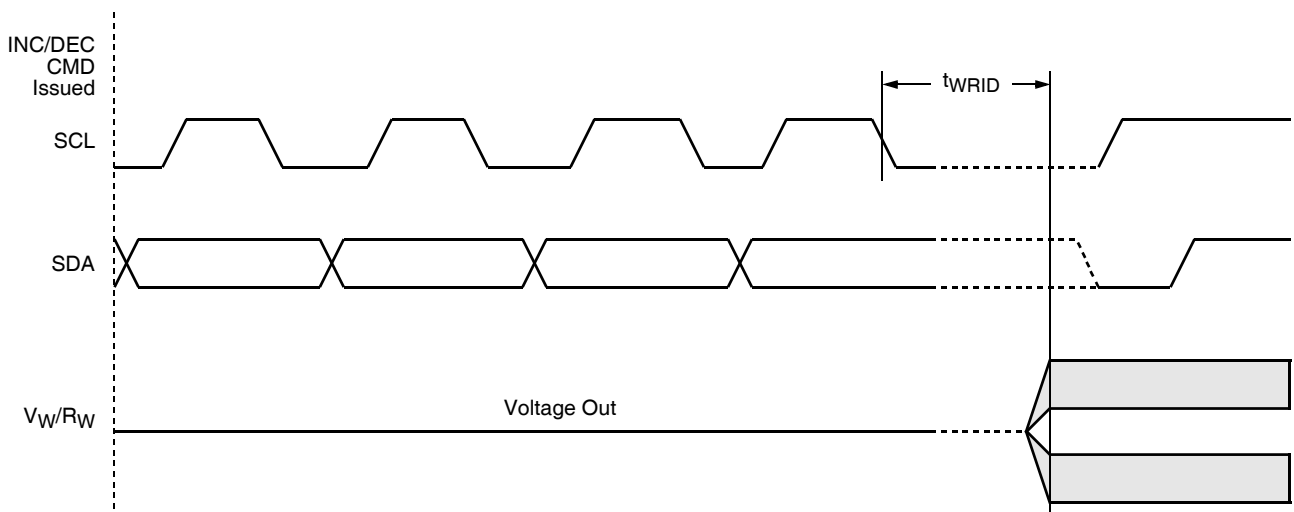 INC/DEC
CMD
Issued
tWRID
SCL
SDA
Voltage Out
VW/RW